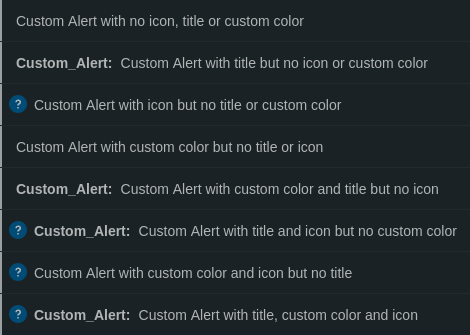 Custom Alert with no icon, title or custom color
Custom_Alert: Custom Alert with title but no icon or custom color
? Custom Alert with icon but no title or custom color
Custom Alert with custom color but no title or icon
Custom_Alert: Custom Alert with custom color and title but no icon
? Custom_Alert: Custom Alert with title and icon but no custom color
? Custom Alert with custom color and icon but no title
? Custom_Alert: Custom Alert with title, custom color and icon